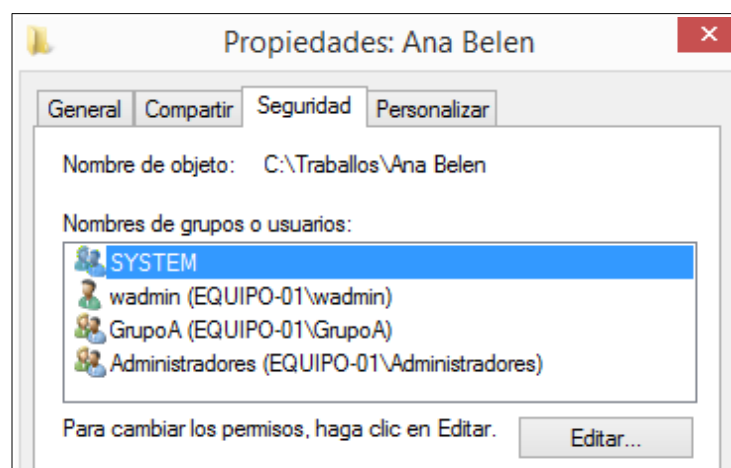 Propiedades: Ana Belen
General Compartir Seguridad Personalizar
Nombre de objeto: C:\Traballos\Ana Belen
Nombres de grupos o usuarios:
SYSTEM
wadmin (EQUIPO-01\wadmin)
GrupoA (EQUIPO-01\GrupoA)
Administradores (EQUIPO-01\Administradores)
Para cambiar los permisos, haga clic en Editar. Editar...